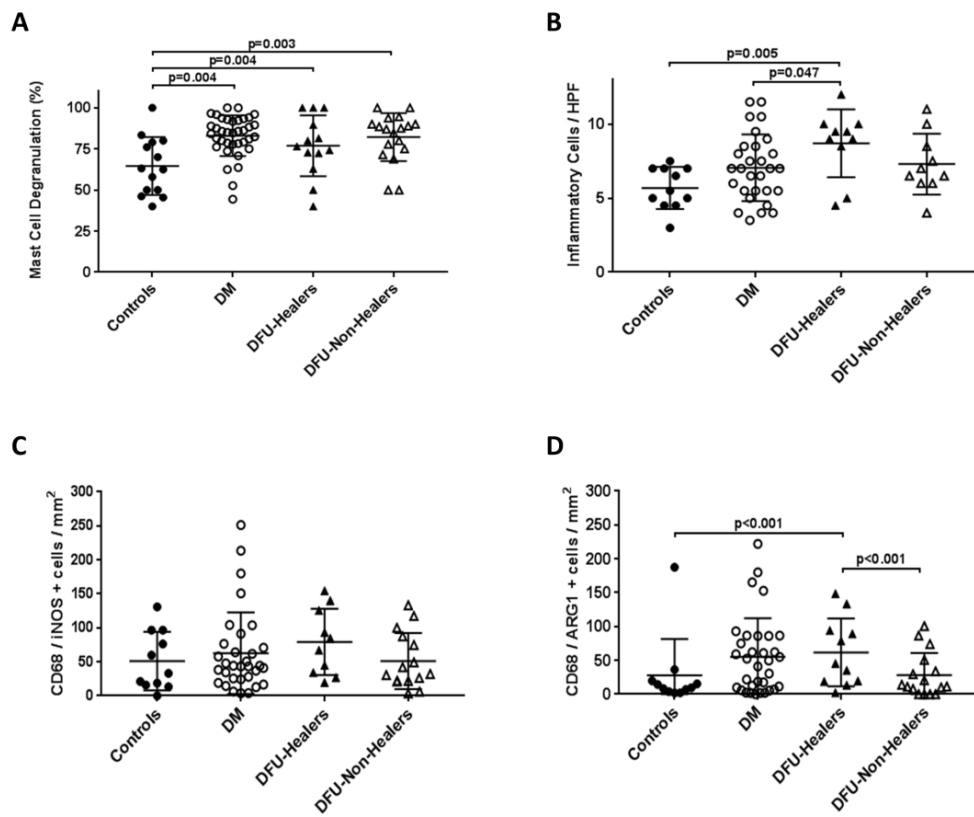 A
p=0.003
p=0.004
p=0.004
Mast Cell Degranulation (%)
100
75
50
25
0
Controls
DM
DFU-Healers
DFU-Non-Healers
B
p=0.005
p=0.047
Inflammatory Cells / HPF
10
5
0
Controls
DM
DFU-Healers
DFU-Non-Healers
C
CD68 / iNOS + cells / mm²
300
250
200
150
100
50
0
Controls
DM
DFU-Healers
DFU-Non-Healers
D
CD68 / ARG1 + cells / mm²
300
250
200
150
100
50
0
p<0.001
p<0.001
Controls
DM
DFU-Healers
DFU-Non-Healers